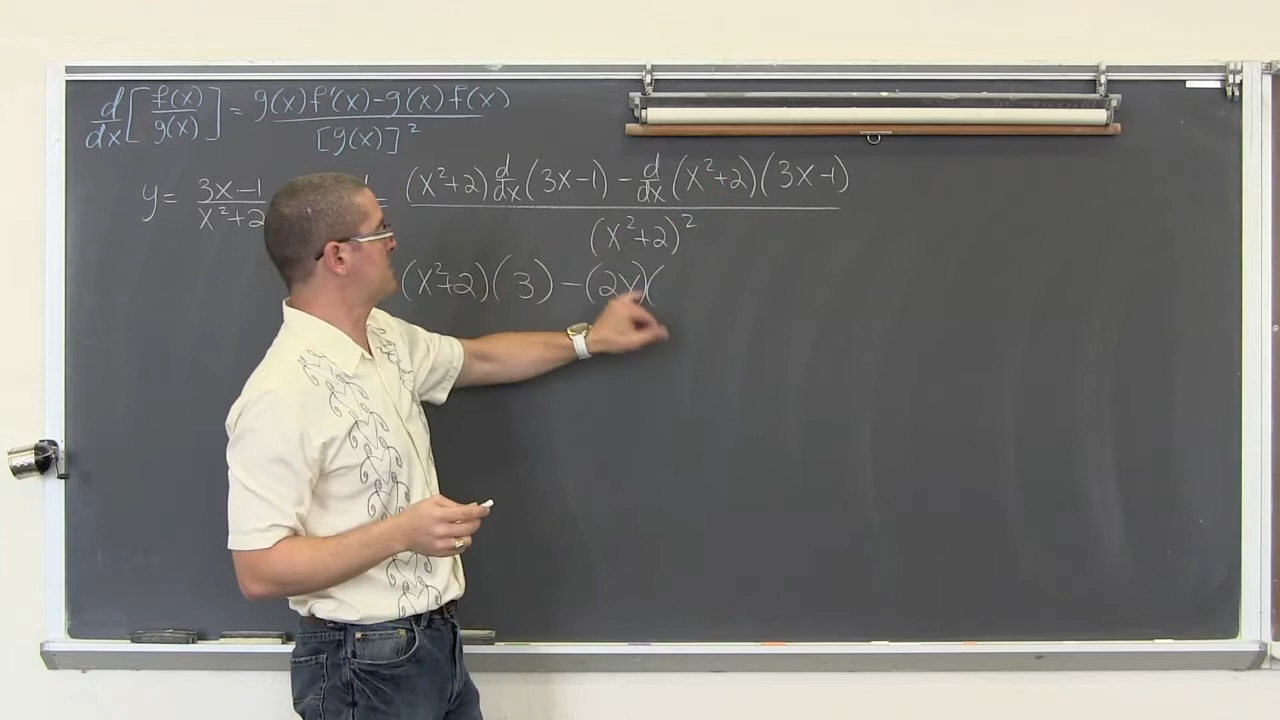 d/dx [f(x)/g(x)] = g(x)f'(x)-g'(x)f(x)/[g(x)]²
y = 3x-1/x²+2 = (x²+2) d/dx (3x-1) - d/dx (x²+2)(3x-1)/(x²+2)²
(x²+2)(3) - (2x)(